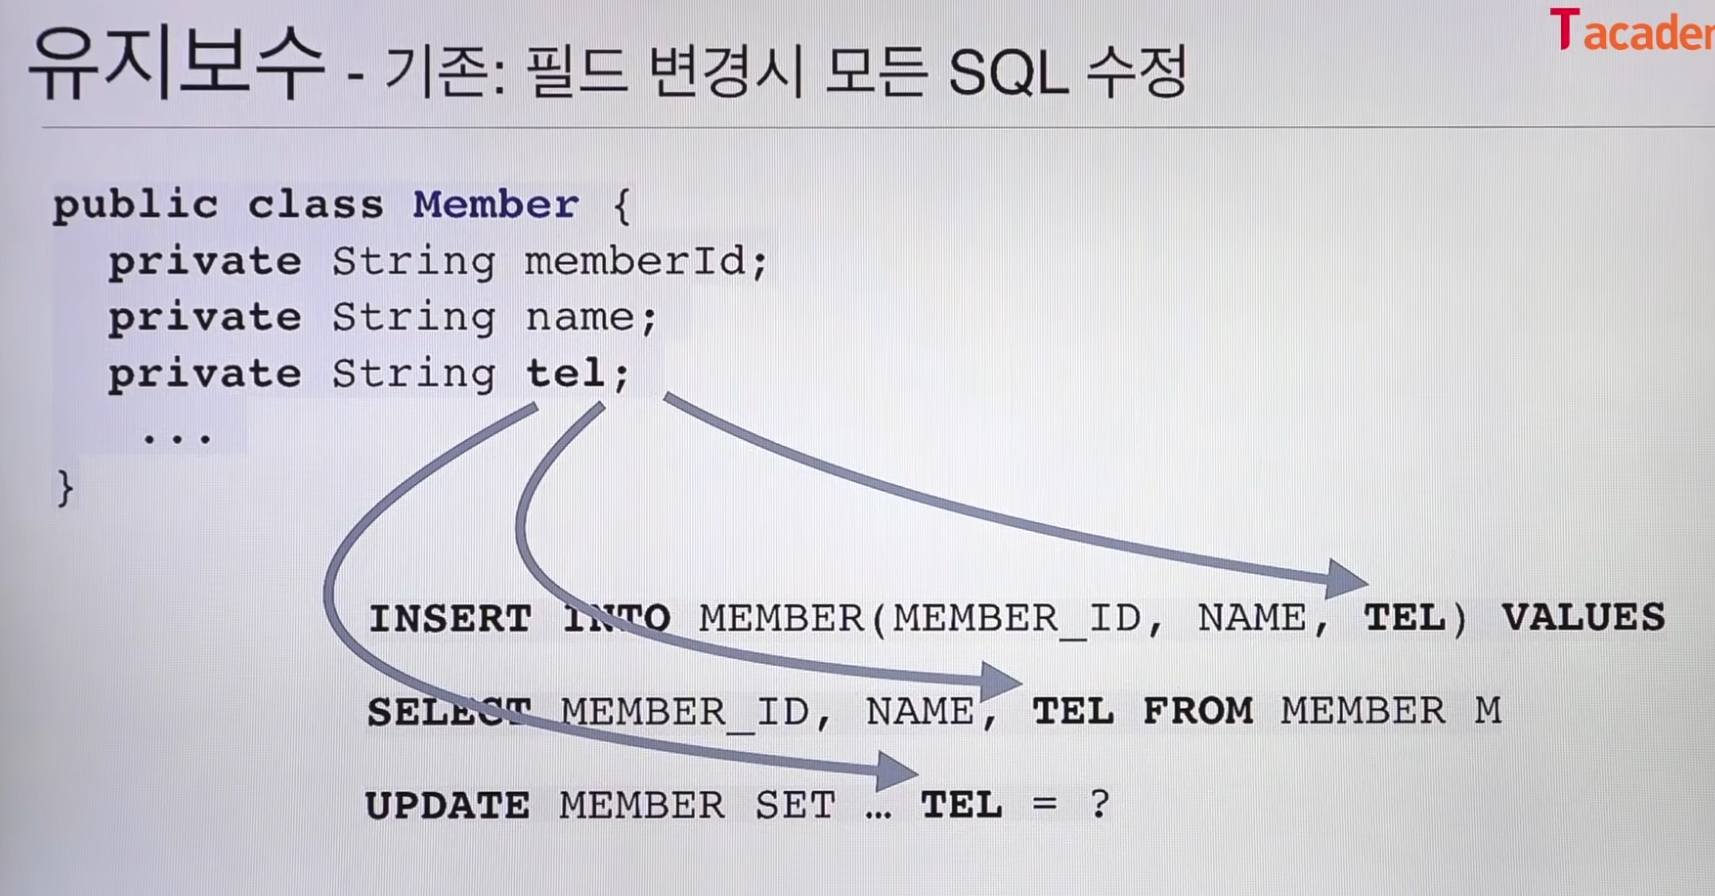 Tacadem
유지보수 - 기존: 필드 변경시 모든 SQL 수정
public class Member {
private String memberId;
private String name;
private String tel;
...
}
INSERT INTO MEMBER(MEMBER_ID, NAME, TEL) VALUES
SELECT MEMBER_ID, NAME, TEL FROM MEMBER M
UPDATE MEMBER SET … TEL = ?